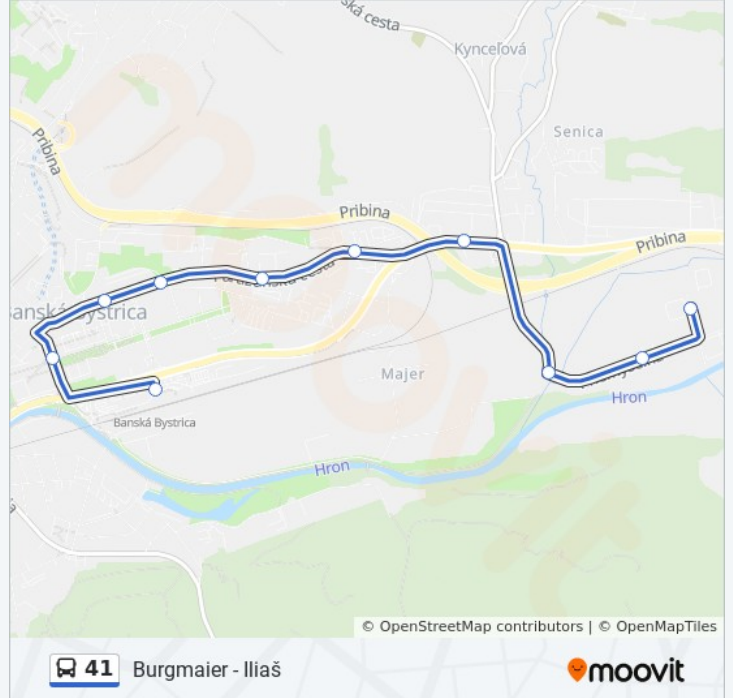 ská cesta
Kynceľová
Pribina
Senica
Pribina
Pribina
Banská Bystrica
Majer
Hron
Banská Bystrica
Hron
© OpenStreetMap contributors | © OpenMapTiles
41 Burgmaier - Iliaš
moovit